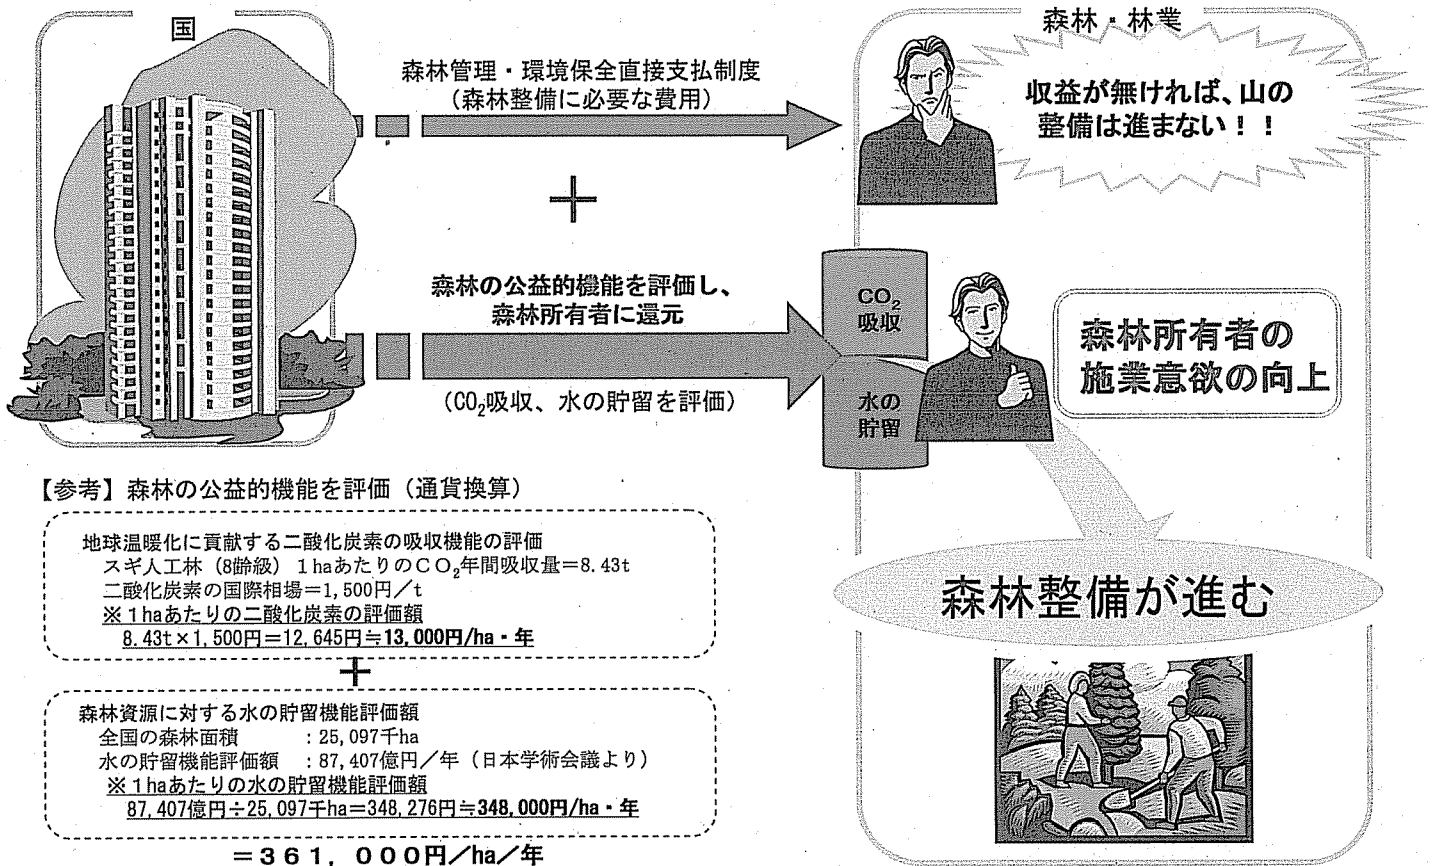 国
森林管理・環境保全直接支払制度
(森林整備に必要な費用)
＋
森林の公益的機能を評価し、
森林所有者に還元
(CO₂吸収、水の貯留を評価)
森林・林業
収益が無ければ、山の
整備は進まない！！
CO₂
吸収
水の
貯留
森林所有者の
施業意欲の向上
森林整備が進む
【参考】森林の公益的機能を評価（通貨換算）
地球温暖化に貢献する二酸化炭素の吸収機能の評価
スギ人工林（8齢級）１haあたりのＣＯ₂年間吸収量＝8.43t
二酸化炭素の国際相場＝1,500円／t
※１haあたりの二酸化炭素の評価額
8.43t×1,500円＝12,645円≒13,000円/ha・年
＋
森林資源に対する水の貯留機能評価額
全国の森林面積　　　：25,097千ha
水の貯留機能評価額　：87,407億円／年（日本学術会議より）
※１haあたりの水の貯留機能評価額
87,407億円÷25,097千ha＝348,276円≒348,000円/ha・年
＝３６１，０００円／ha／年